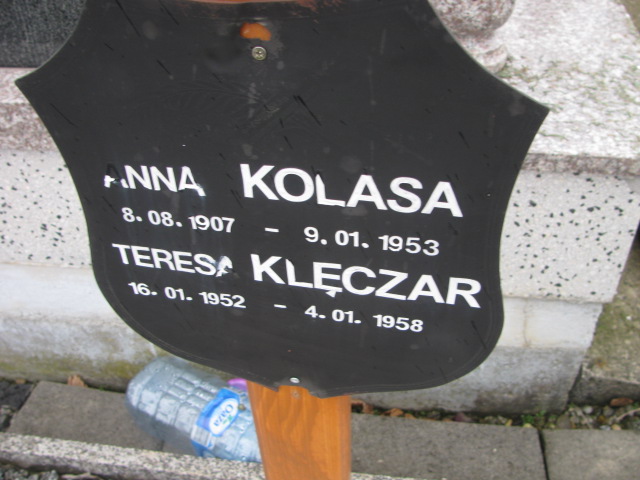 ANNA KOLASA
8.08.1907 - 9.01.1953
TERESA KLĘCZAR
16.01.1952 - 4.01.1958